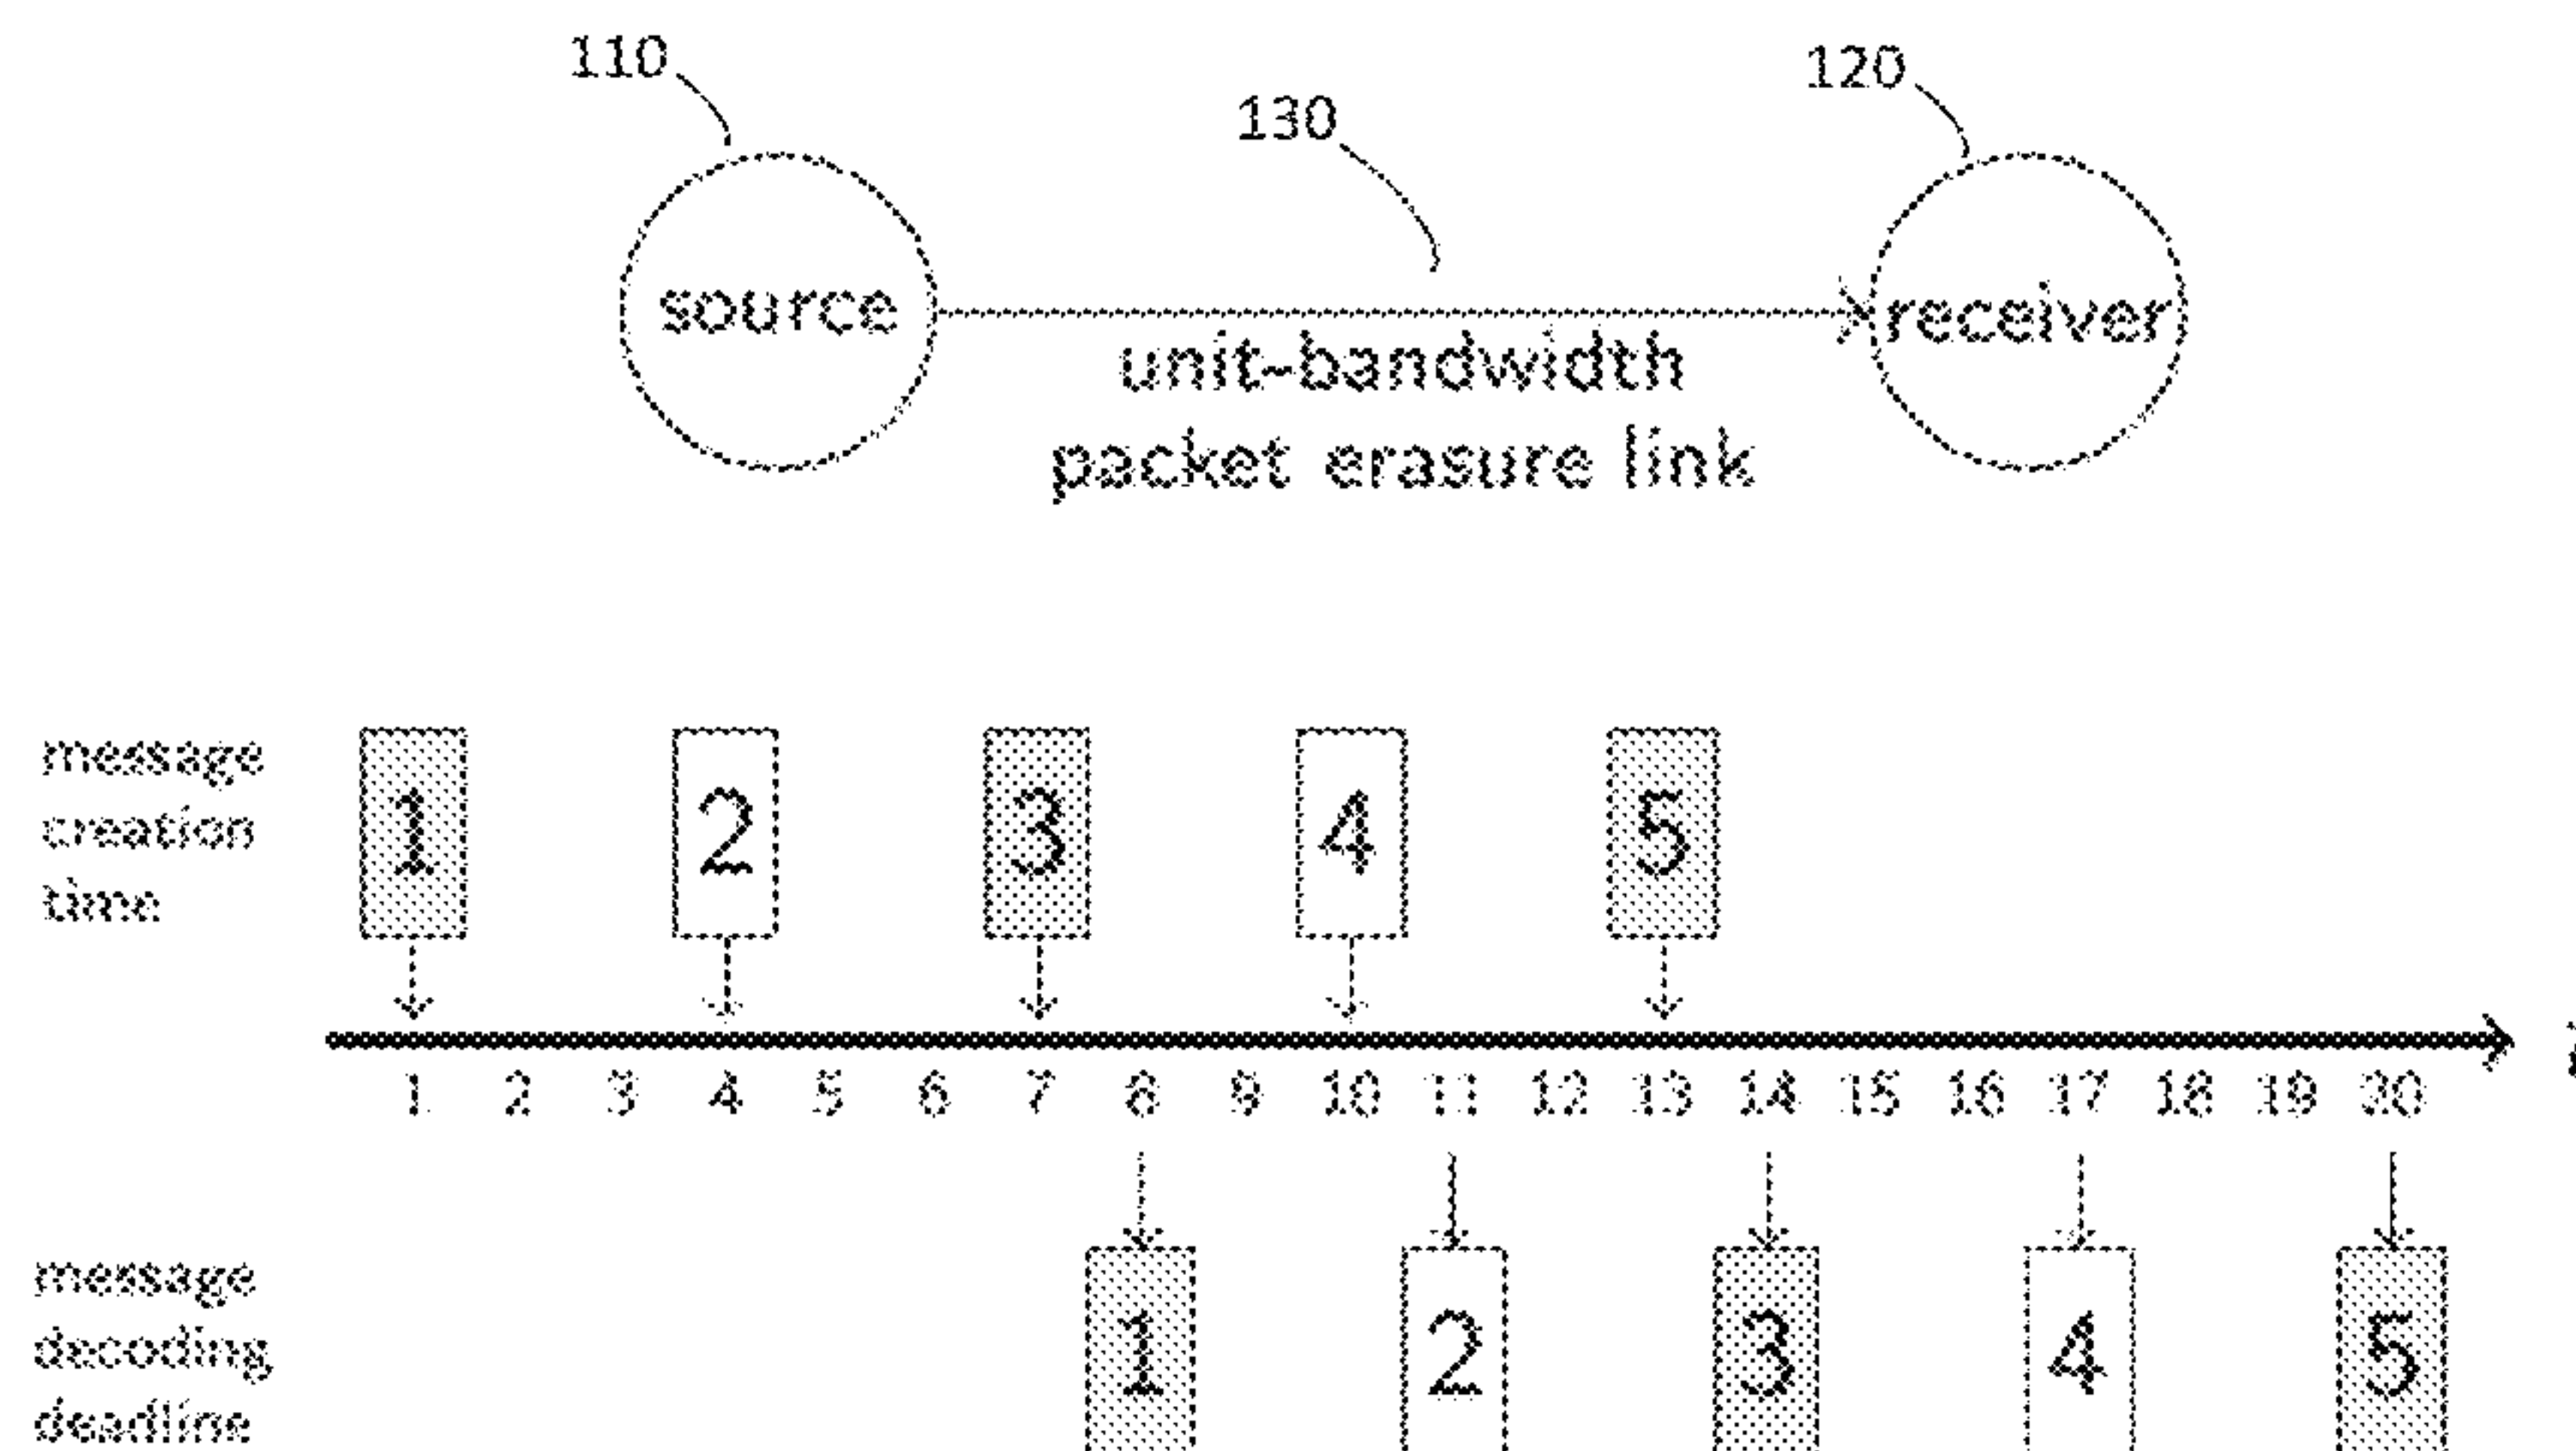 110
120
130
source
receiver
unit-bandwidth
packet erasure link
message
creation
time
1 2 3 4 5
1 2 3 4 5 6 7 8 9 10 11 12 13 14 15 16 17 18 19 20
message
decoding
deadline
1 2 3 4 5